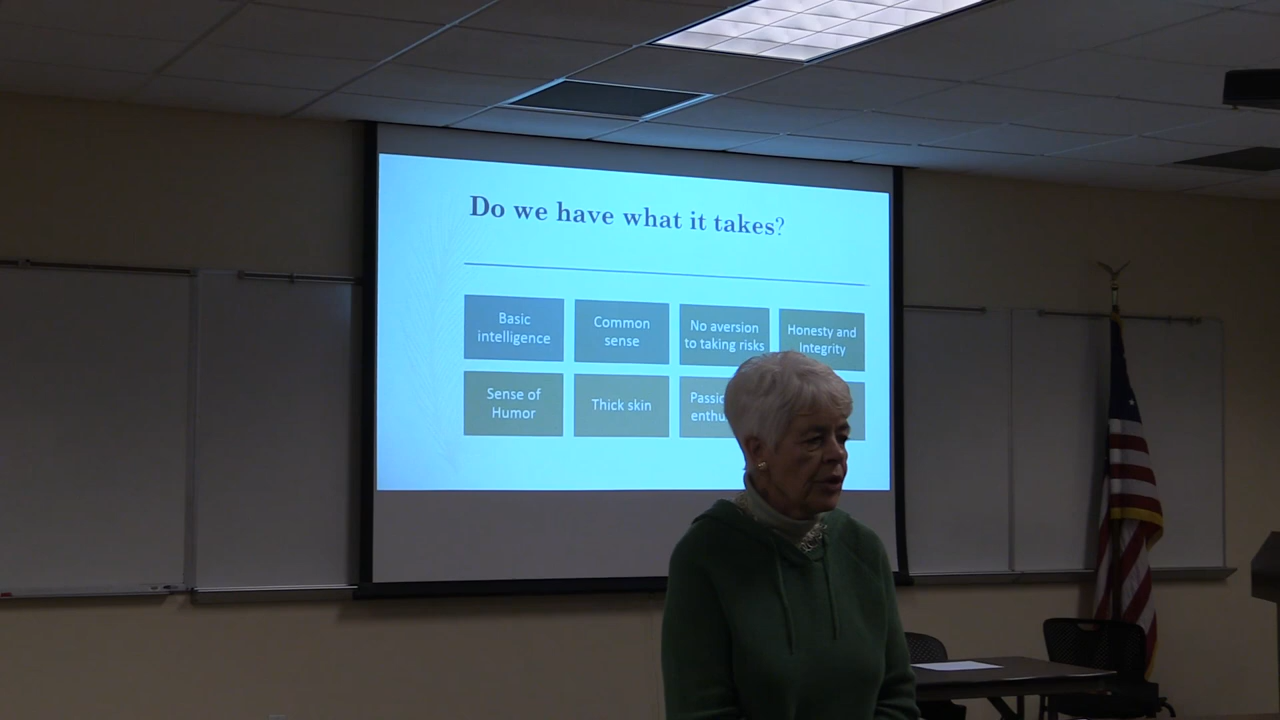 Do we have what it takes?
Basic
intelligence
Common
sense
No aversion
to taking risks
Honesty and
Integrity
Sense of
Humor
Thick skin